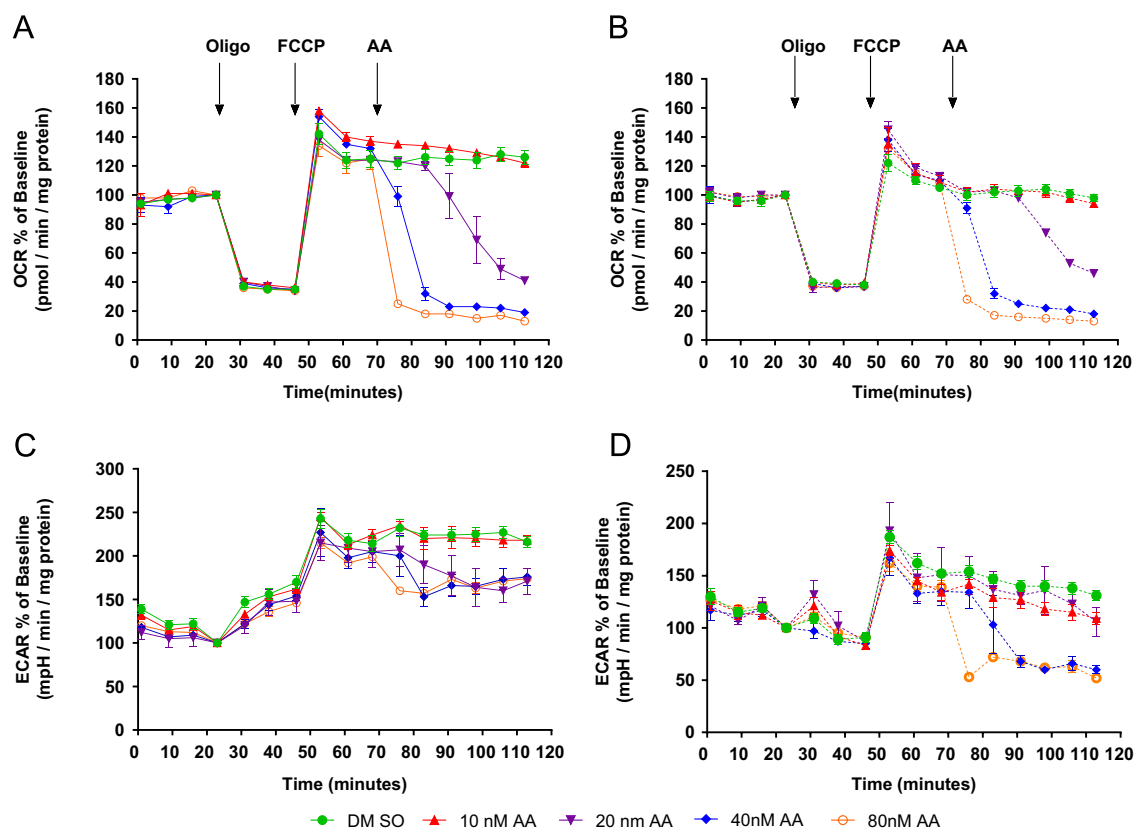 A
Oligo FCCP AA
OCR % of Baseline
(pmol / min / mg protein)
180
160
140
120
100
80
60
40
20
0
0 10 20 30 40 50 60 70 80 90 100 110 120
Time(minutes)
B
Oligo FCCP AA
OCR % of Baseline
(pmol / min / mg protein)
180
160
140
120
100
80
60
40
20
0
0 10 20 30 40 50 60 70 80 90 100 110 120
Time(minutes)
C
ECAR % of Baseline
(mpH / min / mg protein)
300
250
200
150
100
50
0
0 10 20 30 40 50 60 70 80 90 100 110 120
Time (minutes)
D
ECAR % of Baseline
(mpH / min / mg protein)
250
200
150
100
50
0
0 10 20 30 40 50 60 70 80 90 100 110 120
Time (minutes)
DM SO 10 nM AA 20 nm AA 40nM AA 80nM AA